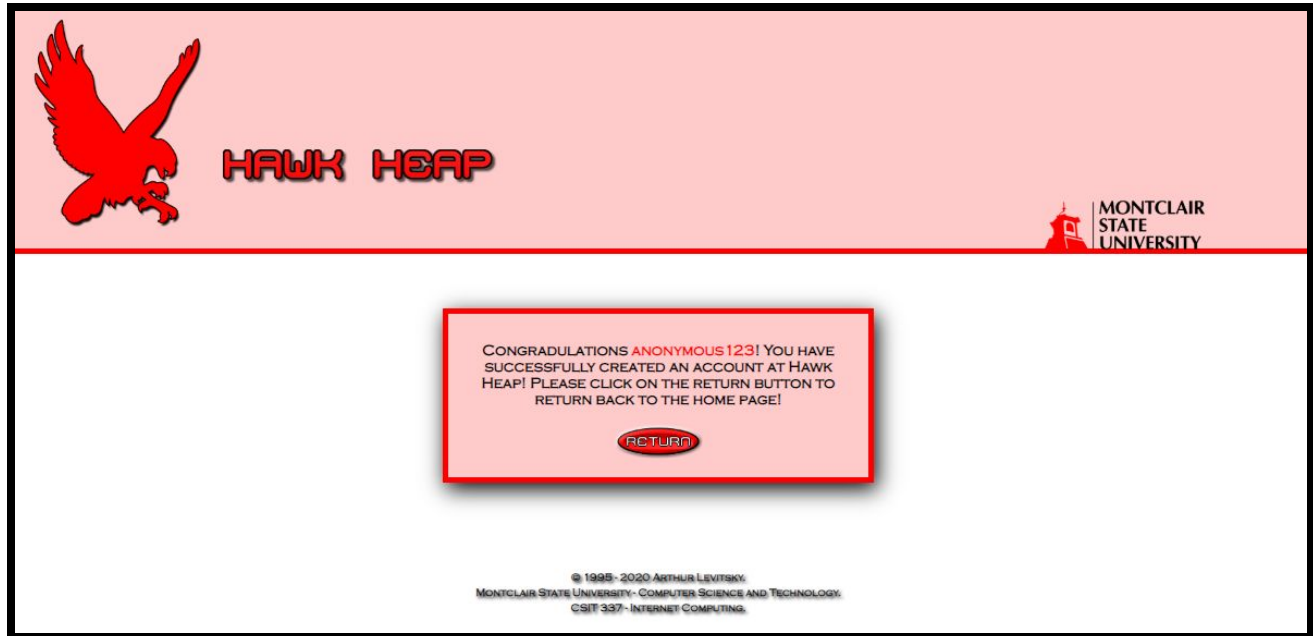 HAWK HEAP
MONTCLAIR
STATE
UNIVERSITY
CONGRADULATIONS ANONYMOUS123! YOU HAVE
SUCCESSFULLY CREATED AN ACCOUNT AT HAWK
HEAP! PLEASE CLICK ON THE RETURN BUTTON TO
RETURN BACK TO THE HOME PAGE!
RETURN
© 1995 - 2020 ARTHUR LEVITSKY.
MONTCLAIR STATE UNIVERSITY - COMPUTER SCIENCE AND TECHNOLOGY.
CSIT 337 - INTERNET COMPUTING.